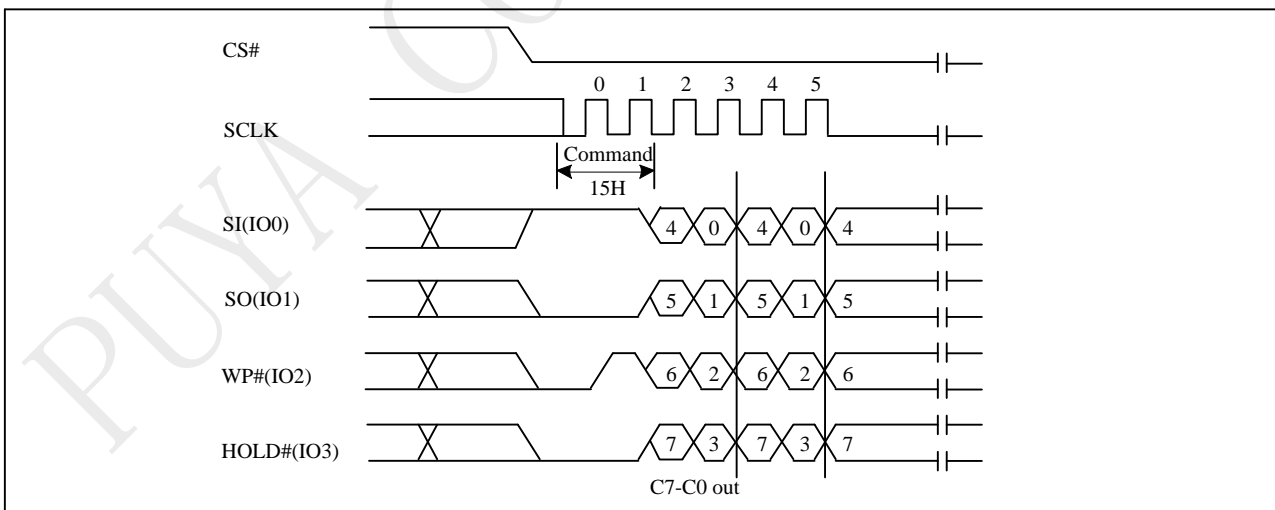 CS#
0 1 2 3 4 5
SCLK
Command
15H
SI(IO0) 4 0 4 0 4
SO(IO1) 5 1 5 1 5
WP#(IO2) 6 2 6 2 6
HOLD#(IO3) 7 3 7 3 7
C7-C0 out